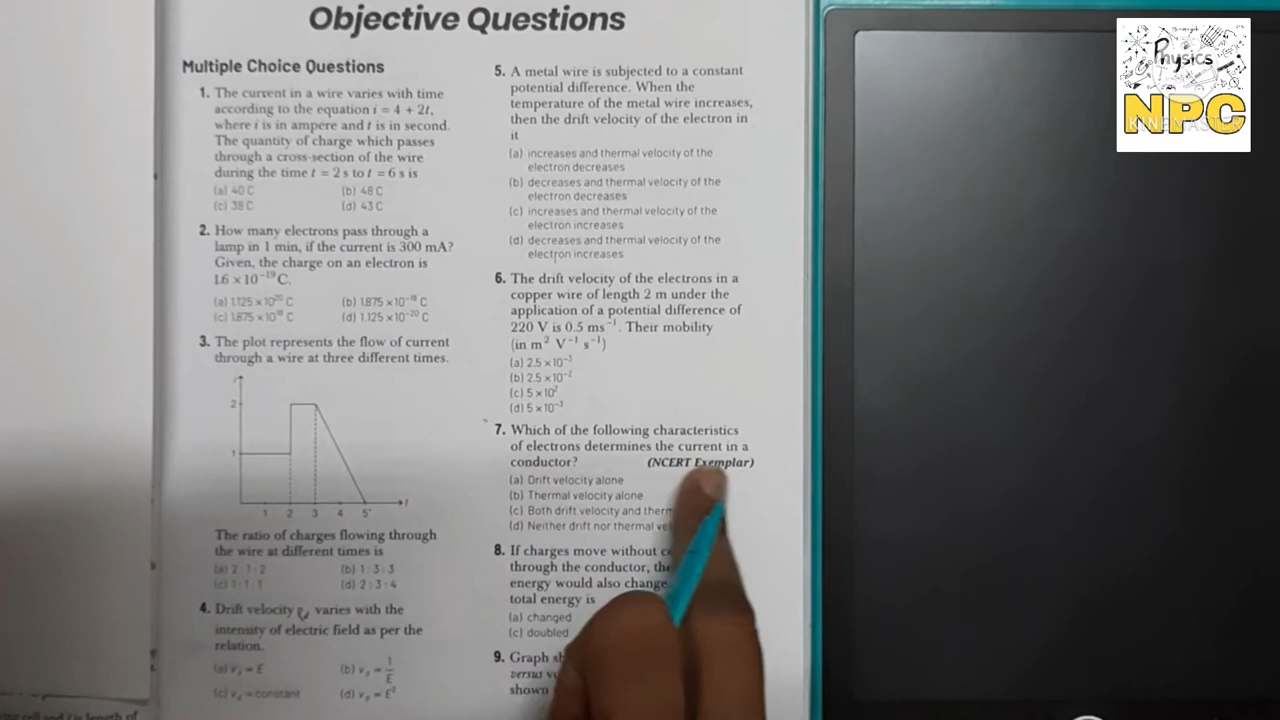 Objective Questions
Multiple Choice Questions
1. The current in a wire varies with time
according to the equation i = 4 + 2t,
where i is in ampere and t is in second.
The quantity of charge which passes
through a cross-section of the wire
during the time t = 2 s to t = 6 s is
(a) 40 C (b) 48 C
(c) 38 C (d) 43 C
2. How many electrons pass through a
lamp in 1 min, if the current is 300 mA?
Given, the charge on an electron is
1.6 × 10⁻¹⁹ C.
(a) 1.125 × 10²⁰ C (b) 1.875 × 10⁻¹⁸ C
(c) 1.875 × 10¹⁸ C (d) 1.125 × 10⁻²⁰ C
3. The plot represents the flow of current
through a wire at three different times.
i
2
1
1 2 3 4 5 t
The ratio of charges flowing through
the wire at different times is
(a) 2 : 1 : 2 (b) 1 : 3 : 3
(c) 1 : 1 : 1 (d) 2 : 3 : 4
4. Drift velocity varies with the
intensity of electric field as per the
relation.
(a) v_d = E (b) v_d = 1/E
(c) v_d = constant (d) v_d = E²
5. A metal wire is subjected to a constant
potential difference. When the
temperature of the metal wire increases,
then the drift velocity of the electron in
it
(a) increases and thermal velocity of the
electron decreases
(b) decreases and thermal velocity of the
electron decreases
(c) increases and thermal velocity of the
electron increases
(d) decreases and thermal velocity of the
electron increases
6. The drift velocity of the electrons in a
copper wire of length 2 m under the
application of a potential difference of
220 V is 0.5 ms⁻¹. Their mobility
(in m² V⁻¹ s⁻¹)
(a) 2.5 × 10⁻³
(b) 2.5 × 10⁻²
(c) 5 × 10²
(d) 5 × 10⁻³
7. Which of the following characteristics
of electrons determines the current in a
conductor? (NCERT Exemplar)
(a) Drift velocity alone
(b) Thermal velocity alone
(c) Both drift velocity and
(d) Neither drift nor thermal
8. If charges move without
through the conductor,
energy would also change.
total energy is
(a) changed
(c) doubled
9. Graph
versus
shown
length of
Physics
NPC
KINEMASTER